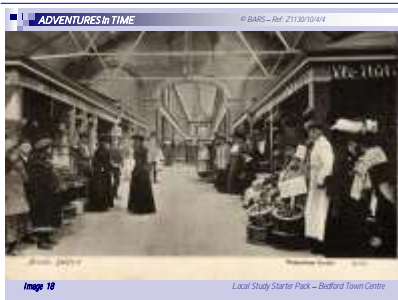 ADVENTURES in TIME
© BARS – Ref: Z1130/10/4/4
Image 18
Local Study Starter Pack – Bedford Town Centre